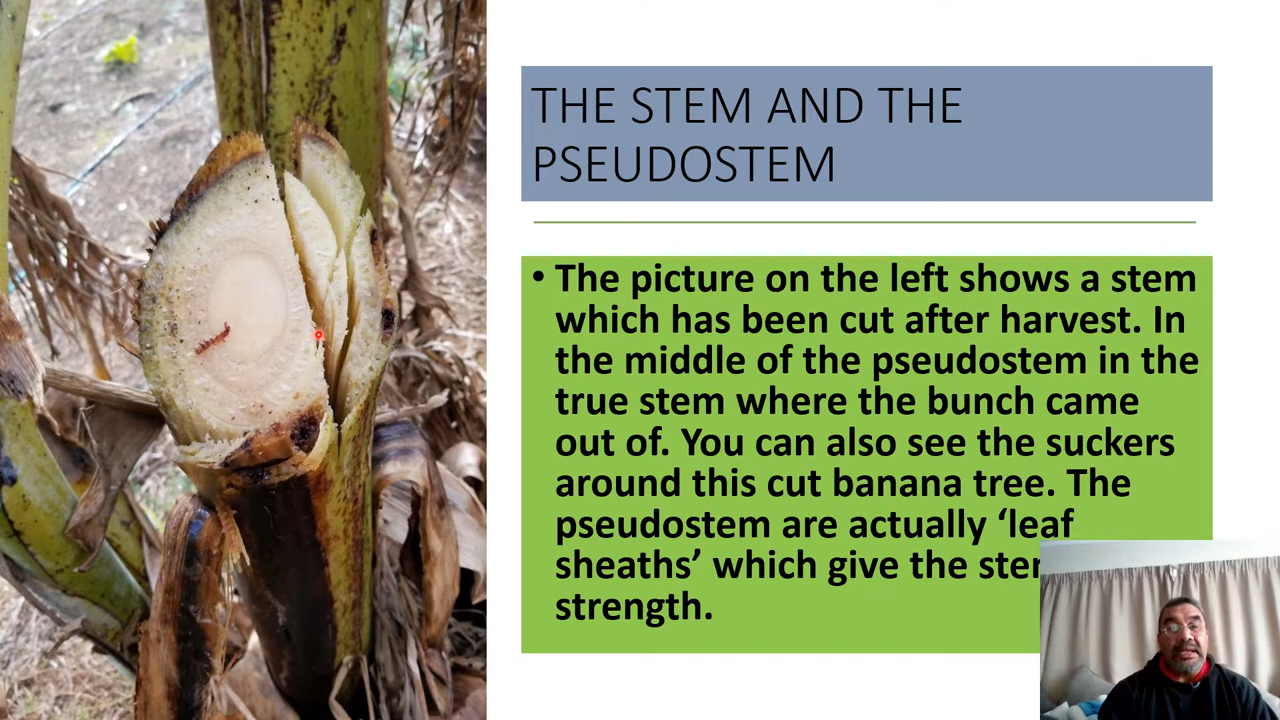 THE STEM AND THE
PSEUDOSTEM
• The picture on the left shows a stem
which has been cut after harvest. In
the middle of the pseudostem in the
true stem where the bunch came
out of. You can also see the suckers
around this cut banana tree. The
pseudostem are actually ‘leaf
sheaths’ which give the
strength.